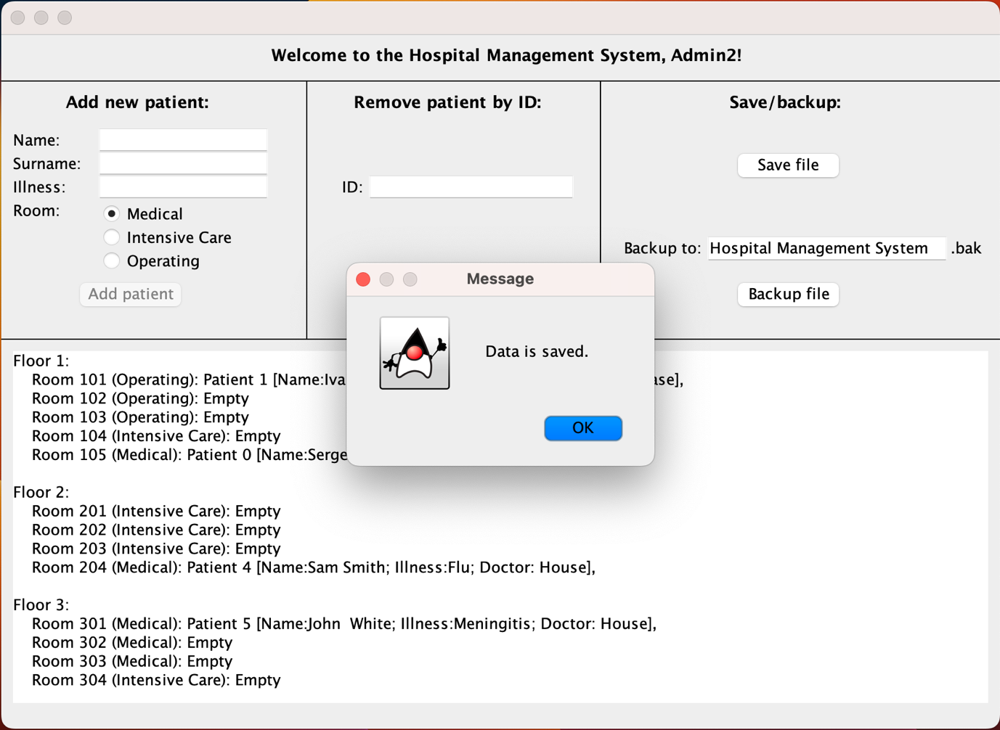 Welcome to the Hospital Management System, Admin2!
Add new patient:
Name:
Surname:
Illness:
Room:
Medical
Intensive Care
Operating
Add patient
Remove patient by ID:
ID:
Save/backup:
Save file
Backup to: Hospital Management System .bak
Backup file
Message
Data is saved.
OK
Floor 1:
Room 101 (Operating): Patient 1 [Name:Iva ase],
Room 102 (Operating): Empty
Room 103 (Operating): Empty
Room 104 (Intensive Care): Empty
Room 105 (Medical): Patient 0 [Name:Serge
Floor 2:
Room 201 (Intensive Care): Empty
Room 202 (Intensive Care): Empty
Room 203 (Intensive Care): Empty
Room 204 (Medical): Patient 4 [Name:Sam Smith; Illness:Flu; Doctor: House],
Floor 3:
Room 301 (Medical): Patient 5 [Name:John  White; Illness:Meningitis; Doctor: House],
Room 302 (Medical): Empty
Room 303 (Medical): Empty
Room 304 (Intensive Care): Empty